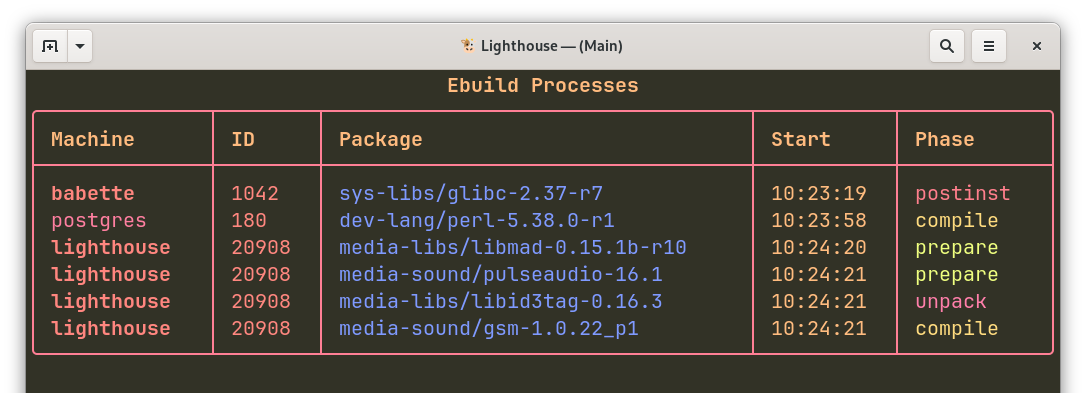 Lighthouse — (Main)
Ebuild Processes
Machine ID Package Start Phase
babette 1042 sys-libs/glibc-2.37-r7 10:23:19 postinst
postgres 180 dev-lang/perl-5.38.0-r1 10:23:58 compile
lighthouse 20908 media-libs/libmad-0.15.1b-r10 10:24:20 prepare
lighthouse 20908 media-sound/pulseaudio-16.1 10:24:21 prepare
lighthouse 20908 media-libs/libid3tag-0.16.3 10:24:21 unpack
lighthouse 20908 media-sound/gsm-1.0.22_p1 10:24:21 compile